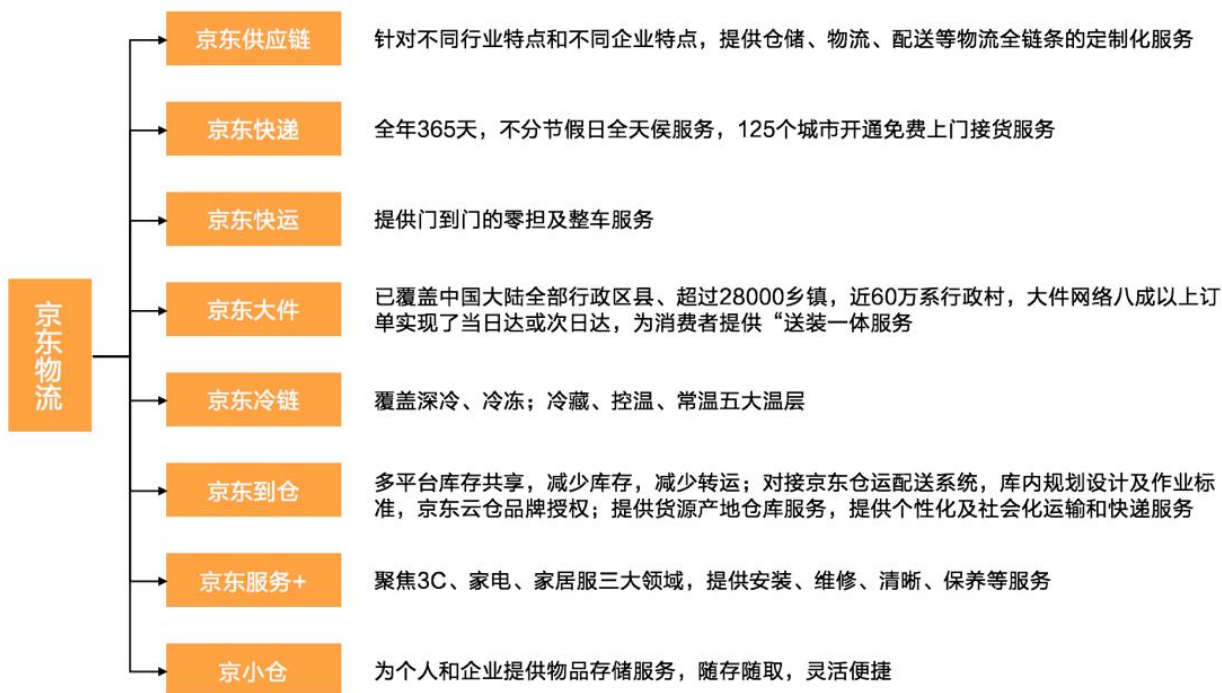 京东物流
京东供应链
针对不同行业特点和不同企业特点，提供仓储、物流、配送等物流全链条的定制化服务
京东快递
全年365天，不分节假日全天侯服务，125个城市开通免费上门接货服务
京东快运
提供门到门的零担及整车服务
京东大件
已覆盖中国大陆全部行政区县、超过28000乡镇，近60万系行政村，大件网络八成以上订
单实现了当日达或次日达，为消费者提供“送装一体服务
京东冷链
覆盖深冷、冷冻；冷藏、控温、常温五大温层
京东到仓
多平台库存共享，减少库存，减少转运；对接京东仓运配送系统，库内规划设计及作业标
准，京东云仓品牌授权；提供货源产地仓库服务，提供个性化及社会化运输和快递服务
京东服务+
聚焦3C、家电、家居服三大领域，提供安装、维修、清晰、保养等服务
京小仓
为个人和企业提供物品存储服务，随存随取，灵活便捷